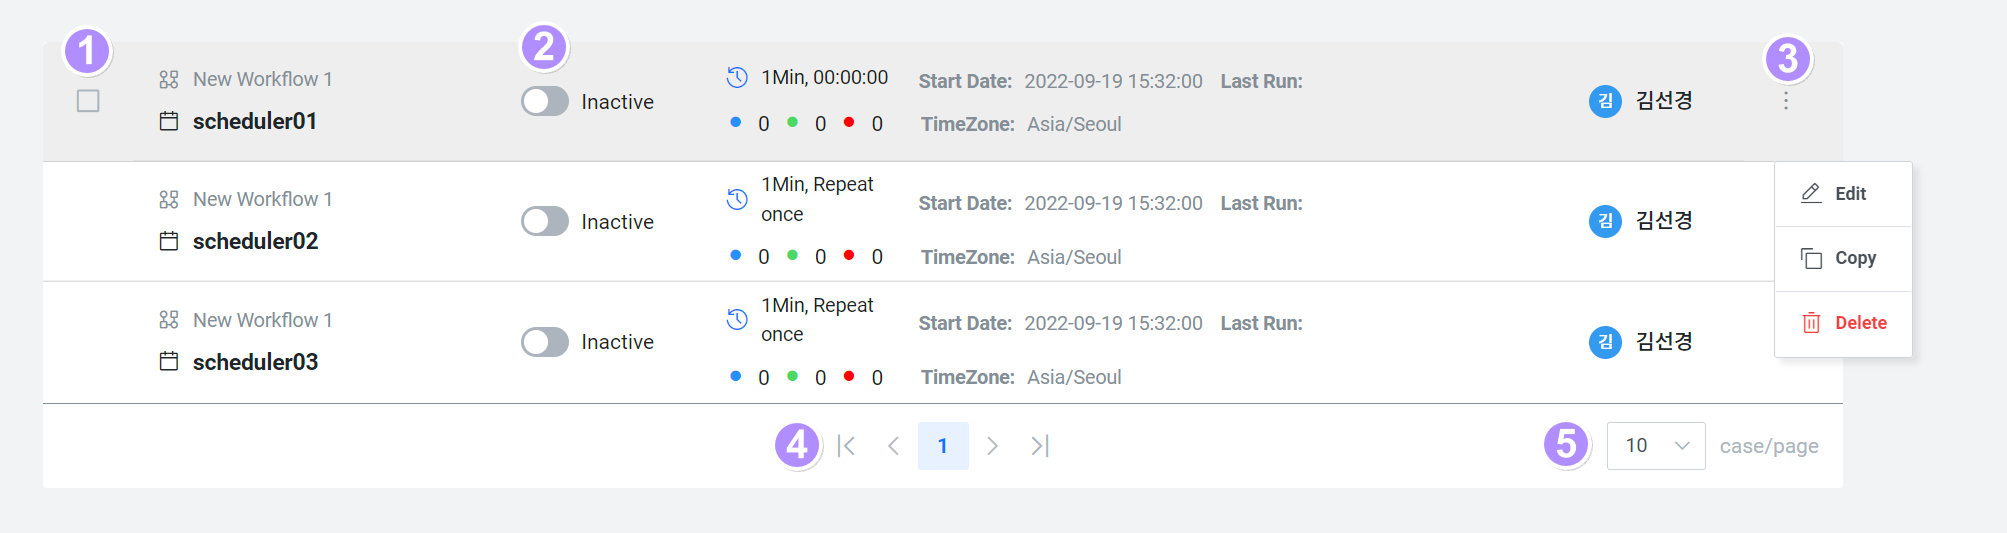 1
2
3
New Workflow 1
scheduler01
Inactive
1Min, 00:00:00
0 0 0
Start Date: 2022-09-19 15:32:00 Last Run:
TimeZone: Asia/Seoul
김 김선경
New Workflow 1
scheduler02
Inactive
1Min, Repeat
once
0 0 0
Start Date: 2022-09-19 15:32:00 Last Run:
TimeZone: Asia/Seoul
김 김선경
Edit
Copy
Delete
New Workflow 1
scheduler03
Inactive
1Min, Repeat
once
0 0 0
Start Date: 2022-09-19 15:32:00 Last Run:
TimeZone: Asia/Seoul
김 김선경
4
1
5
10 case/page